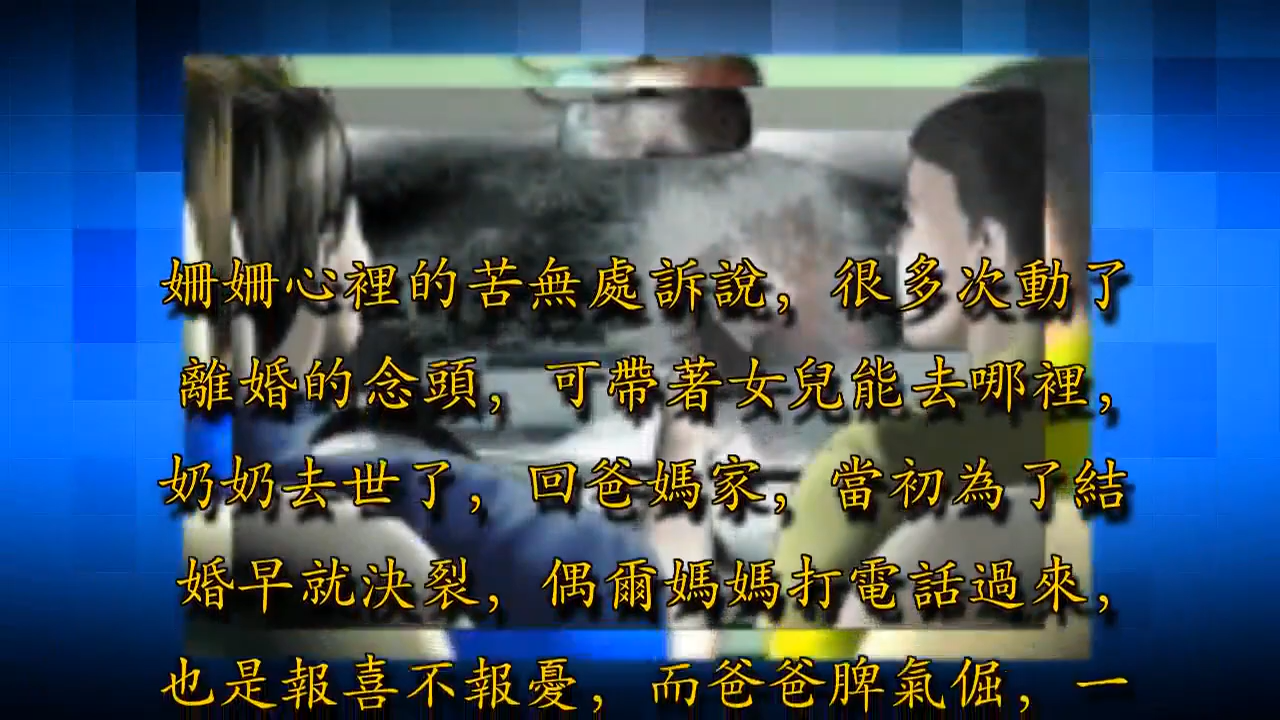 姍姍心裡的苦無處訴說，很多次動了
離婚的念頭，可帶著女兒能去哪裡，
奶奶去世了，回爸媽家，當初為了結
婚早就決裂，偶爾媽媽打電話過來，
也是報喜不報憂，而爸爸脾氣倔，一